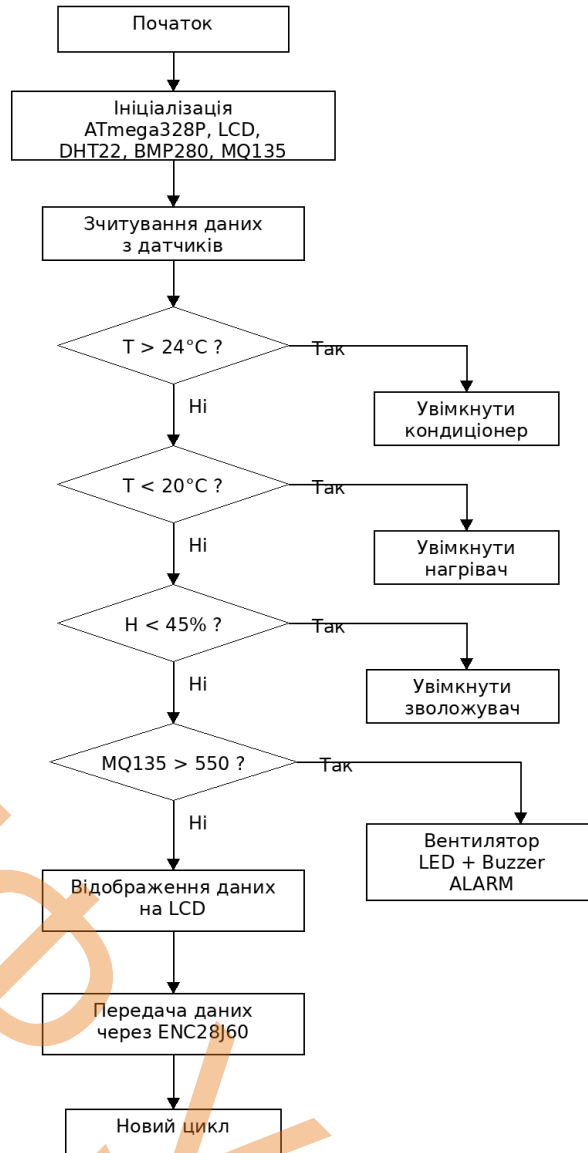 Початок
Ініціалізація
ATmega328P, LCD,
DHT22, BMP280, MQ135
Зчитування даних
з датчиків
T > 24°C ?
Так
Увімкнути
кондиціонер
Ні
T < 20°C ?
Так
Увімкнути
нагрівач
Ні
H < 45% ?
Так
Увімкнути
зволожувач
Ні
MQ135 > 550 ?
Так
Вентилятор
LED + Buzzer
ALARM
Ні
Відображення даних
на LCD
Передача даних
через ENC28J60
Новий цикл